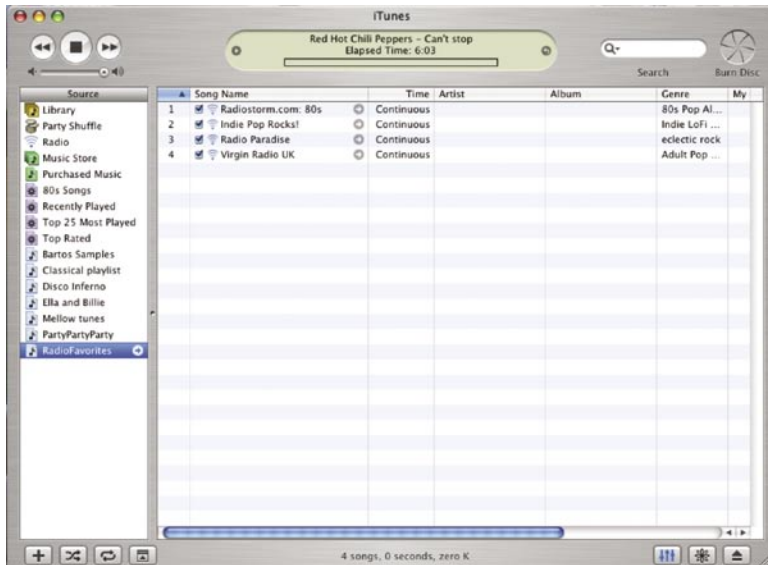 iTunes
Red Hot Chili Peppers - Can't stop
Elapsed Time: 6:03
Search
Burn Disc
Source
Song Name Time Artist Album Genre My
Library
Party Shuffle
Radio
Music Store
Purchased Music
80s Songs
Recently Played
Top 25 Most Played
Top Rated
Bartos Samples
Classical playlist
Disco Inferno
Ella and Billie
Mellow tunes
PartyPartyParty
RadioFavorites
1 Radiostorm.com: 80s Continuous 80s Pop Al...
2 Indie Pop Rocks! Continuous Indie LoFi ...
3 Radio Paradise Continuous eclectic rock
4 Virgin Radio UK Continuous Adult Pop ...
4 songs, 0 seconds, zero K